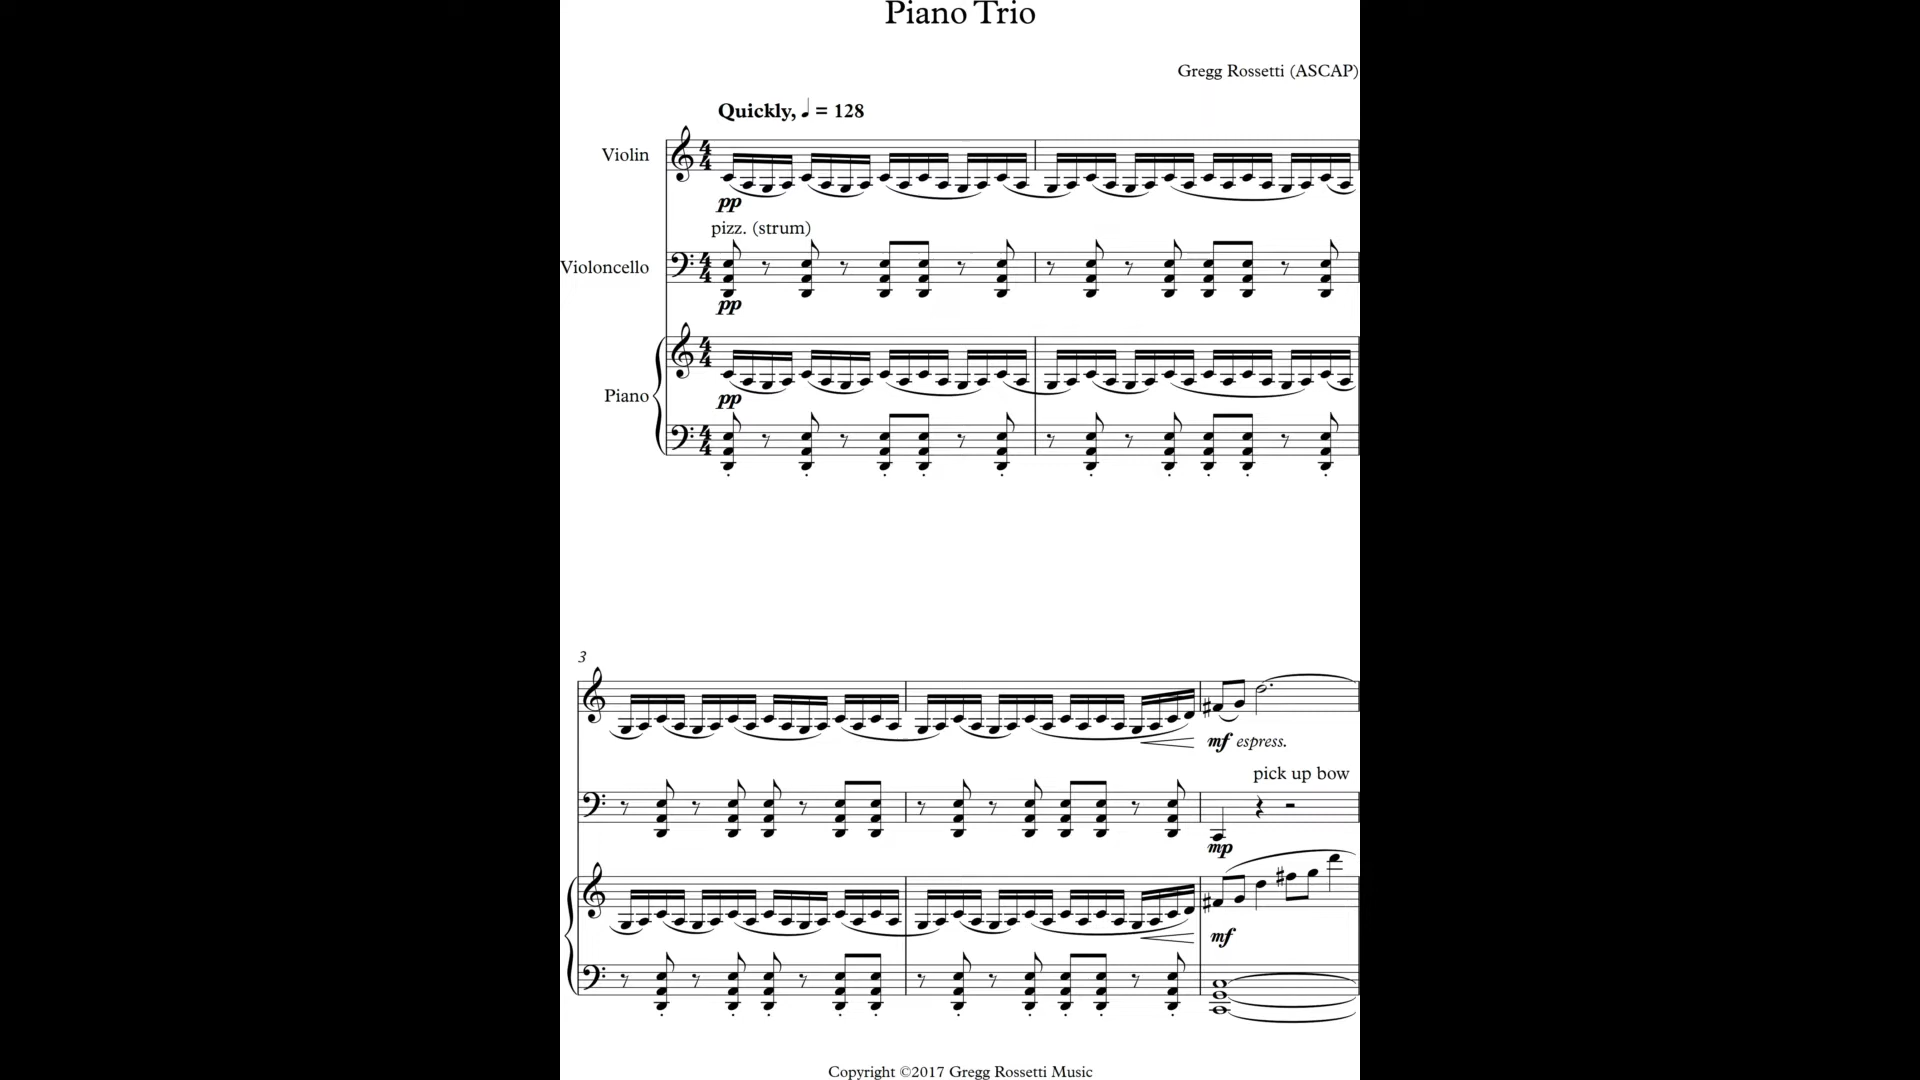 Piano Trio
Gregg Rossetti (ASCAP)
Quickly, ♩ = 128
Violin
pp
pizz. (strum)
Violoncello
pp
Piano
pp
3
mf espress.
pick up bow
mp
mf
Copyright ©2017 Gregg Rossetti Music